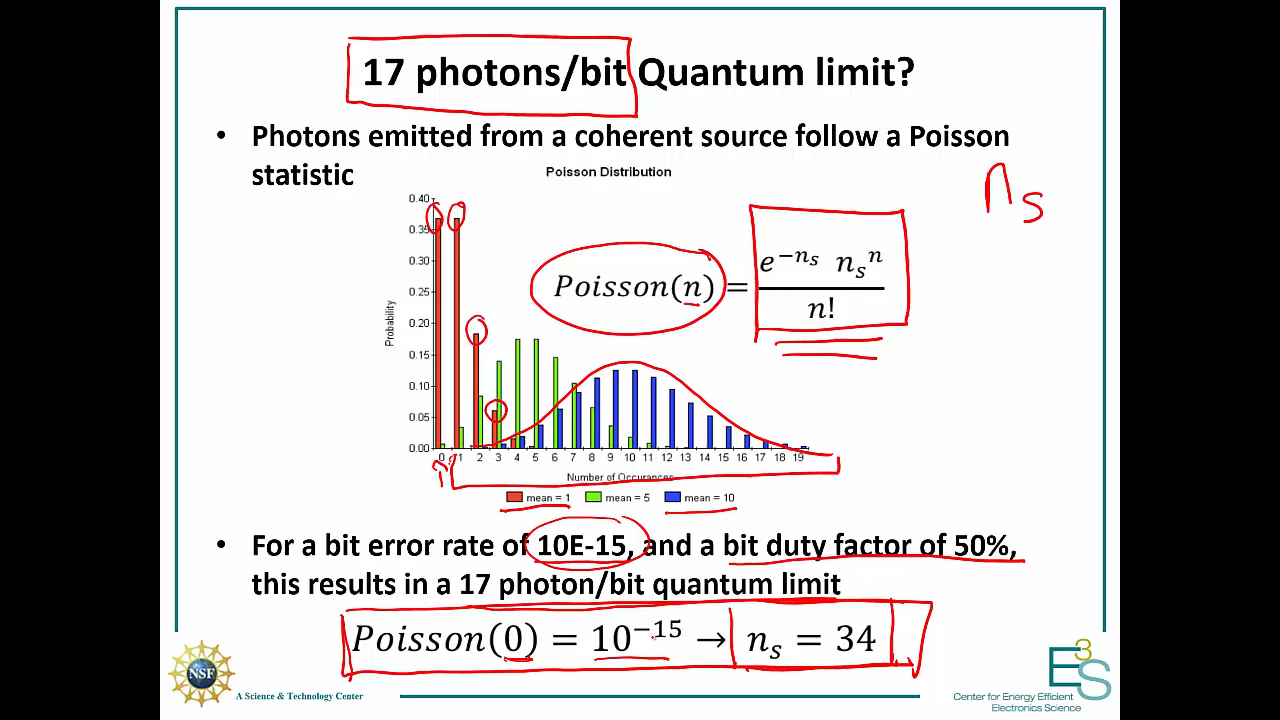 17 photons/bit Quantum limit?
• Photons emitted from a coherent source follow a Poisson
statistic
n_s
Poisson Distribution
Probability
0.40
0.35
0.30
0.25
0.20
0.15
0.10
0.05
0.00
0 1 2 3 4 5 6 7 8 9 10 11 12 13 14 15 16 17 18 19
Number of Occurances
mean = 1 mean = 5 mean = 10
Poisson(n) = e^{-n_s} n_s^n / n!
• For a bit error rate of 10E-15, and a bit duty factor of 50%,
this results in a 17 photon/bit quantum limit
Poisson(0) = 10^{-15} → n_s = 34
NSF
A Science & Technology Center
E3S
Center for Energy Efficient
Electronics Science